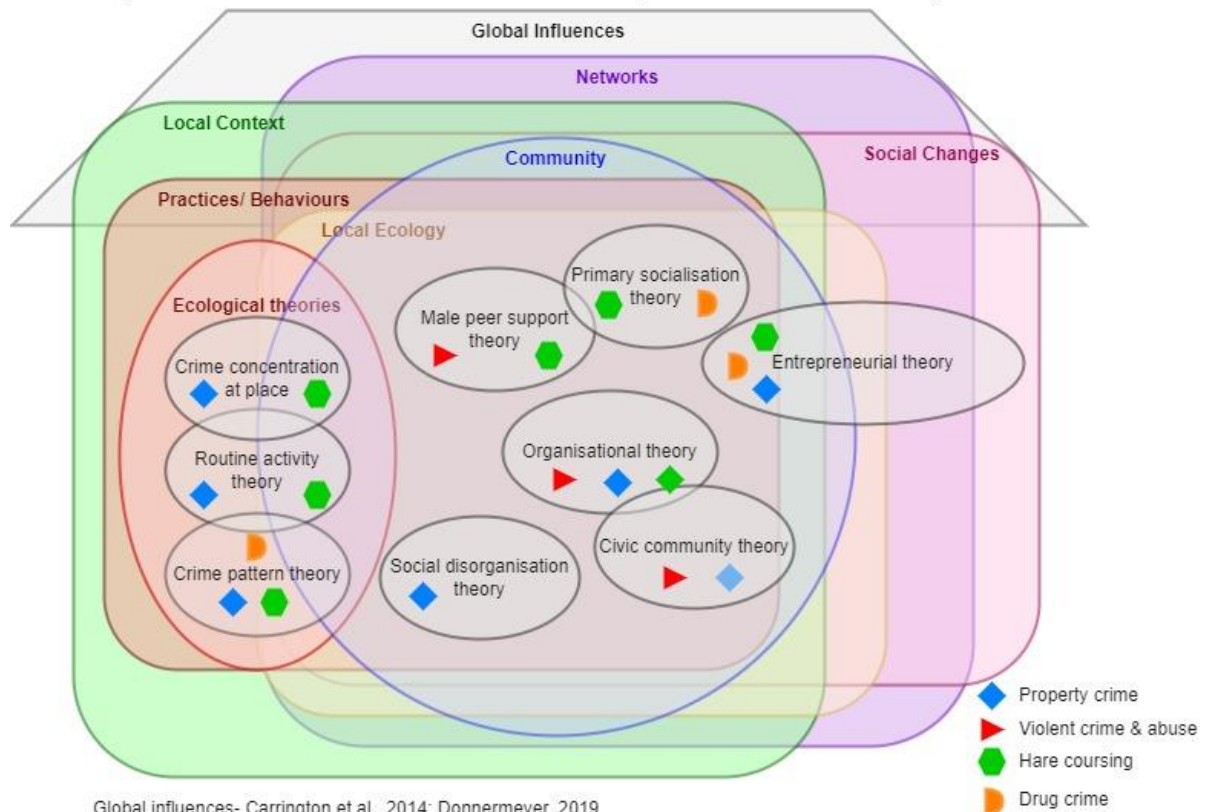 Global Influences
Networks
Local Context
Social Changes
Community
Practices/ Behaviours
Local Ecology
Primary socialisation
theory
Ecological theories
Male peer support
theory
Crime concentration
at place
Entrepreneurial theory
Routine activity
theory
Organisational theory
Civic community theory
Crime pattern theory
Social disorganisation
theory
Property crime
Violent crime & abuse
Hare coursing
Drug crime
Global influences- Carrington et al., 2014; Donnermeyer, 2019